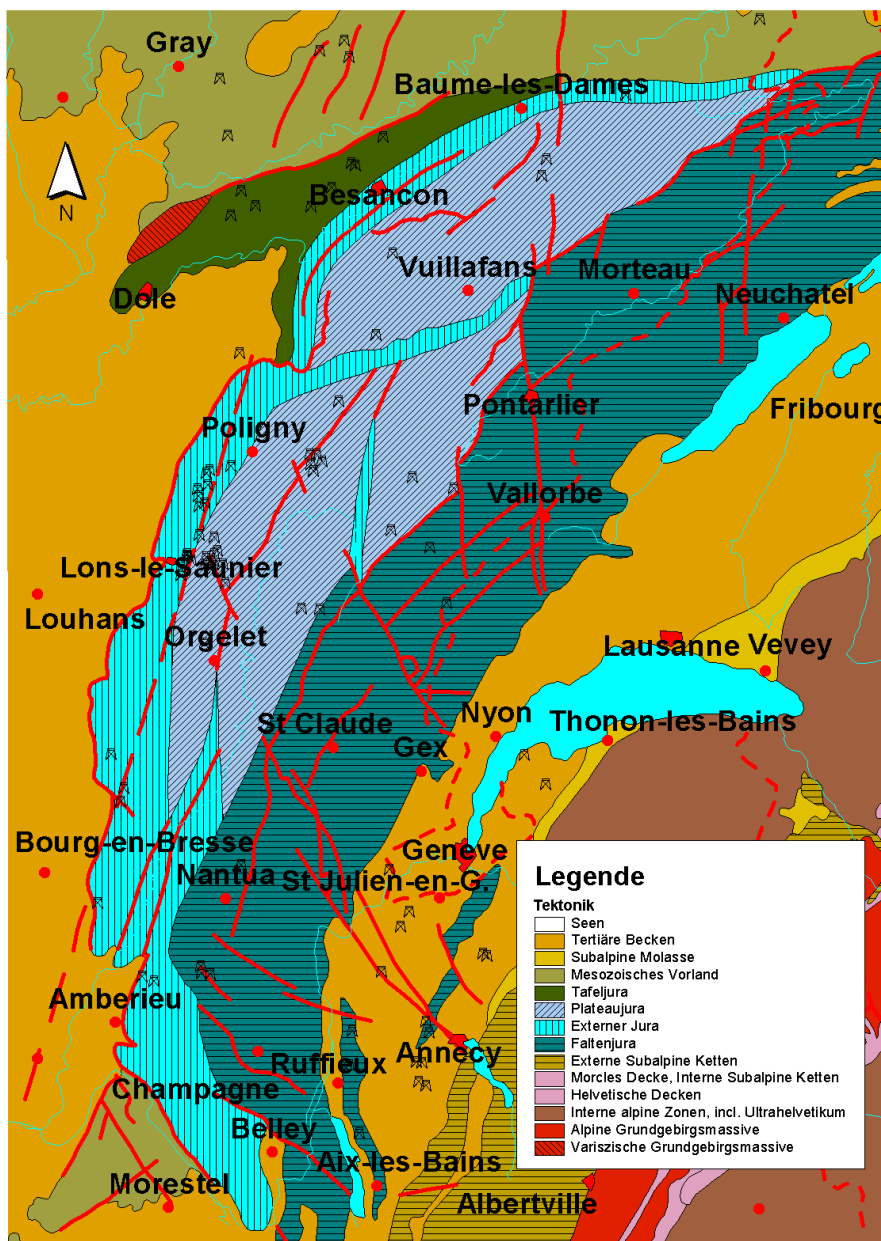 Gray
Baume-les-Dames
Besancon
N
Vuillafans
Morteau
Dole
Neuchatel
Pontarlier
Fribourg
Poligny
Vallorbe
Lons-le-Saunier
Louhans
Orgelet
Lausanne
Vevey
St Claude
Nyon
Thonon-les-Bains
Gex
Bourg-en-Bresse
Geneve
Nantua
St Julien-en-G.
Legende
Tektonik
Seen
Tertiäre Becken
Subalpine Molasse
Mesozoisches Vorland
Tafeljura
Plateaujura
Externer Jura
Faltenjura
Externe Subalpine Ketten
Morcles Decke, Interne Subalpine Ketten
Helvetische Decken
Interne alpine Zonen, incl. Ultrahelvetikum
Alpine Grundgebirgsmassive
Variszische Grundgebirgsmassive
Amberieu
Annecy
Ruffieux
Champagne
Belley
Aix-les-Bains
Morestel
Albertville